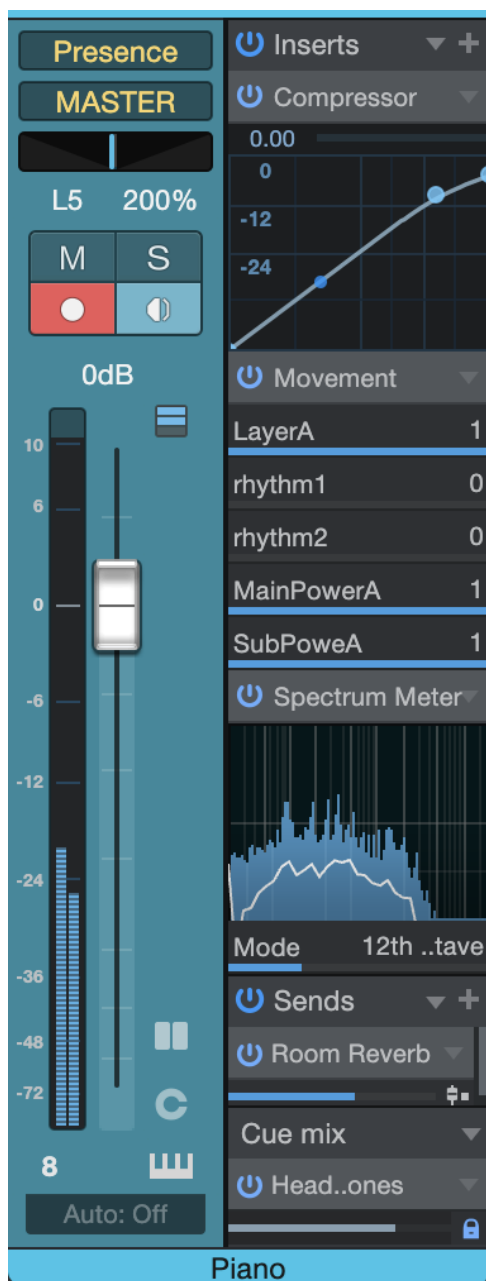 Presence
MASTER
L5 200%
M S
0dB
10
6
0
-6
-12
-24
-36
-48
-72
8
Auto: Off
Inserts
Compressor
0.00
0
-12
-24
Movement
LayerA 1
rhythm1 0
rhythm2 0
MainPowerA 1
SubPoweA 1
Spectrum Meter
Mode 12th ..tave
Sends
Room Reverb
Cue mix
Head..ones
Piano